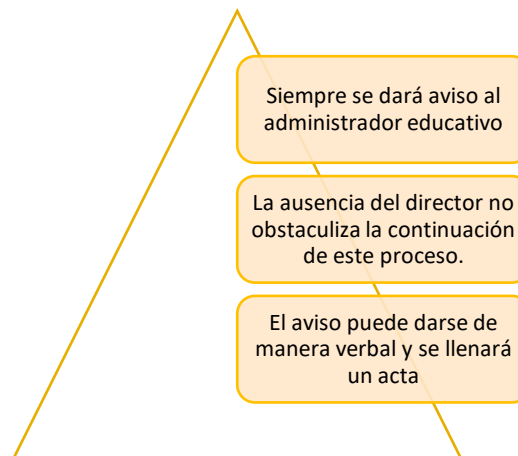 Siempre se dará aviso al
administrador educativo
La ausencia del director no
obstaculiza la continuación
de este proceso.
El aviso puede darse de
manera verbal y se llenará
un acta